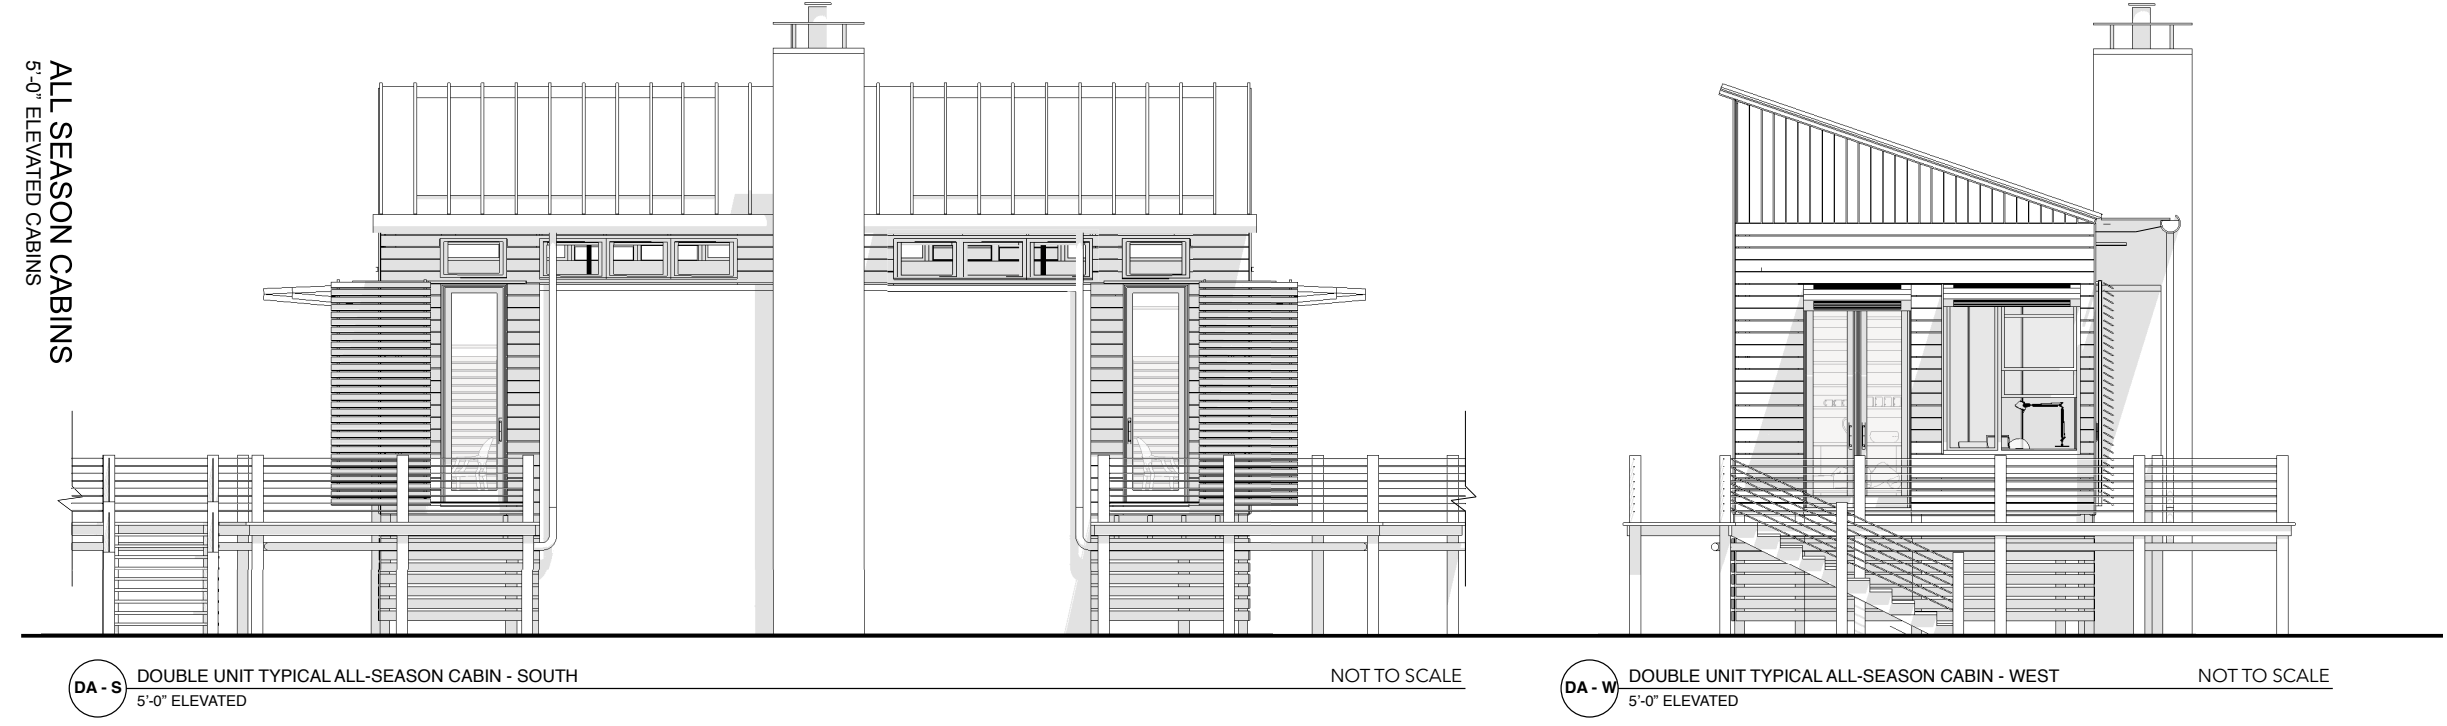 ALL SEASON CABINS
5’-0” ELEVATED CABINS
DA - S
DOUBLE UNIT TYPICAL ALL-SEASON CABIN - SOUTH
NOT TO SCALE
5’-0” ELEVATED
DA - W
DOUBLE UNIT TYPICAL ALL-SEASON CABIN - WEST
NOT TO SCALE
5’-0” ELEVATED